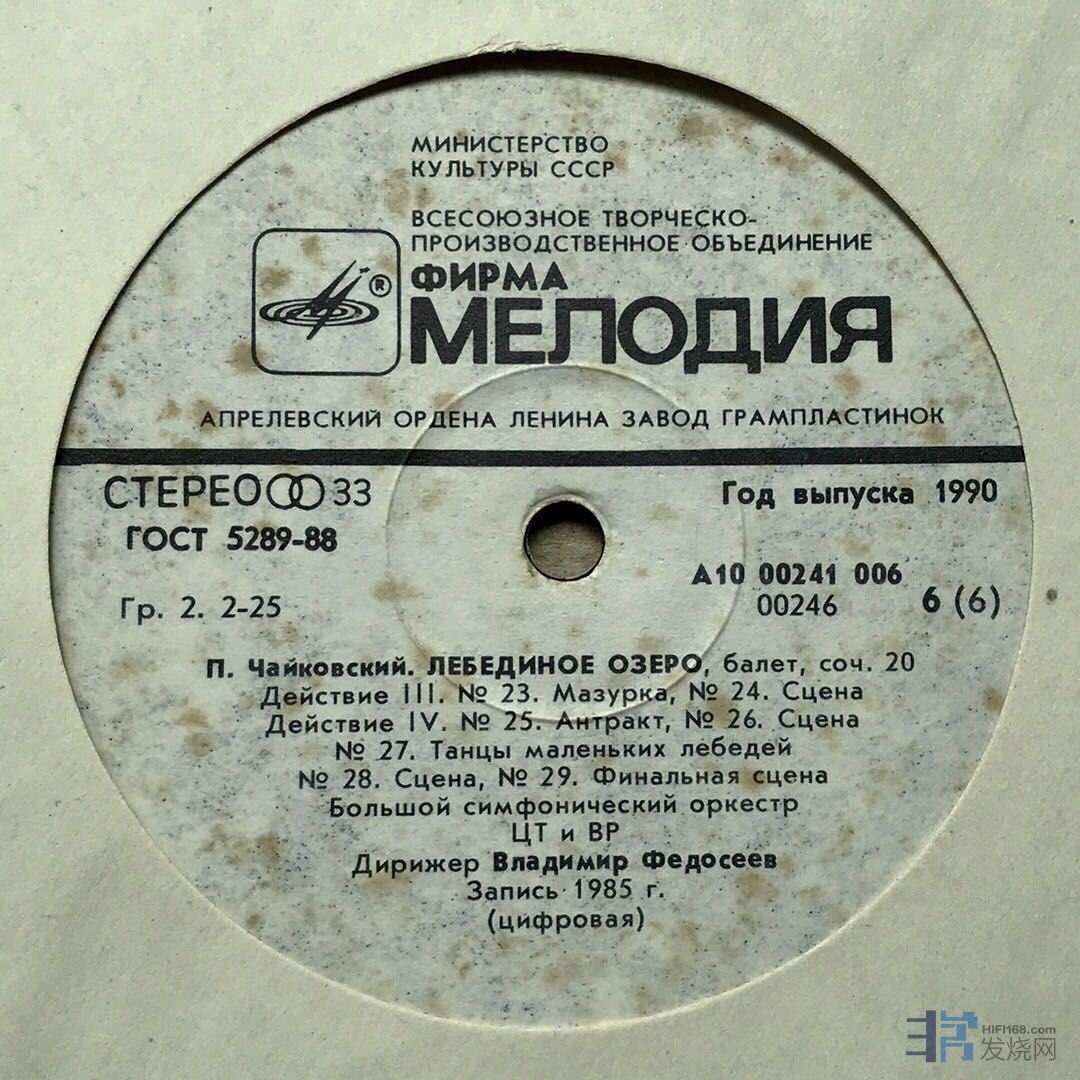 МИНИСТЕРСТВО
КУЛЬТУРЫ СССР
ВСЕСОЮЗНОЕ ТВОРЧЕСКО-
ПРОИЗВОДСТВЕННОЕ ОБЪЕДИНЕНИЕ
ФИРМА
®
МЕЛОДИЯ
АПРЕЛЕВСКИЙ ОРДЕНА ЛЕНИНА ЗАВОД ГРАМПЛАСТИНОК
СТЕРЕО 33
Год выпуска 1990
ГОСТ 5289-88
А10 00241 006
Гр. 2. 2-25
00246 6 (6)
П. Чайковский. ЛЕБЕДИНОЕ ОЗЕРО, балет, соч. 20
Действие III. № 23. Мазурка, № 24. Сцена
Действие IV. № 25. Антракт, № 26. Сцена
№ 27. Танцы маленьких лебедей
№ 28. Сцена, № 29. Финальная сцена
Большой симфонический оркестр
ЦТ и ВР
Дирижер Владимир Федосеев
Запись 1985 г.
(цифровая)
HIFI168.com
发烧网